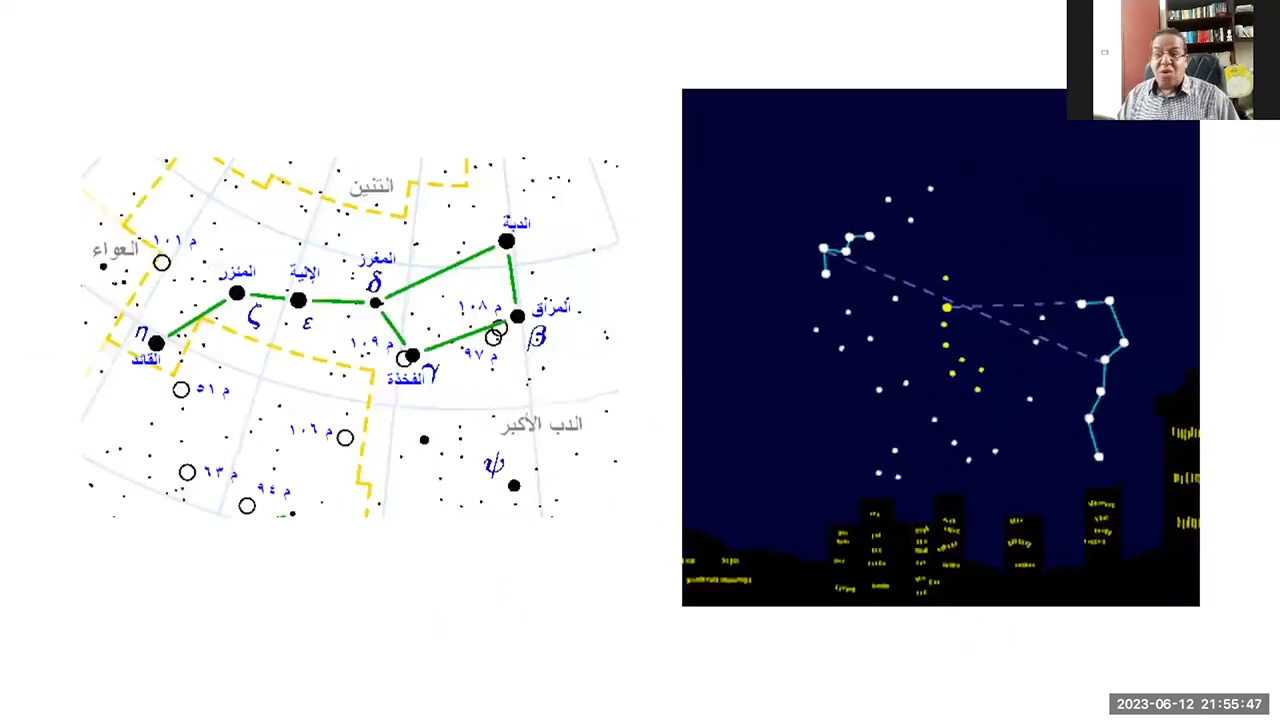 التنين
الدبة
م ١٠١
العواء
المغرز
الإلية
المئزر
δ
م ١٠٨
المراق
ζ
ε
η
β
القائد
م ١٠٩
م ٩٧
الفخذة
γ
م ٥١
الدب الأكبر
م ١٠٦
ψ
م ٦٣
م ٩٤
2023-06-12 21:55:47